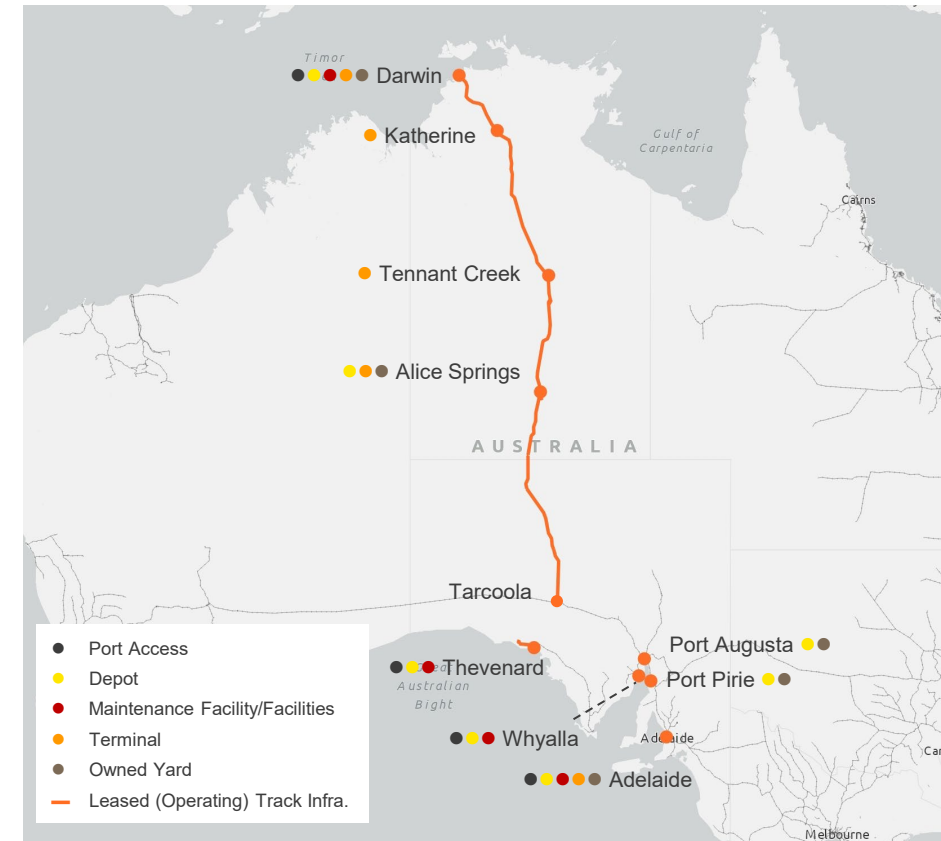 Timor
Darwin
Katherine
Gulf of
Carpentaria
Cairns
Tennant Creek
Alice Springs
AUSTRALIA
Tarcoola
Port Augusta
Thevenard
Port Pirie
Australian
Bight
Whyalla
Adelaide
Adelaide
Melbourne
Port Access
Depot
Maintenance Facility/Facilities
Terminal
Owned Yard
Leased (Operating) Track Infra.